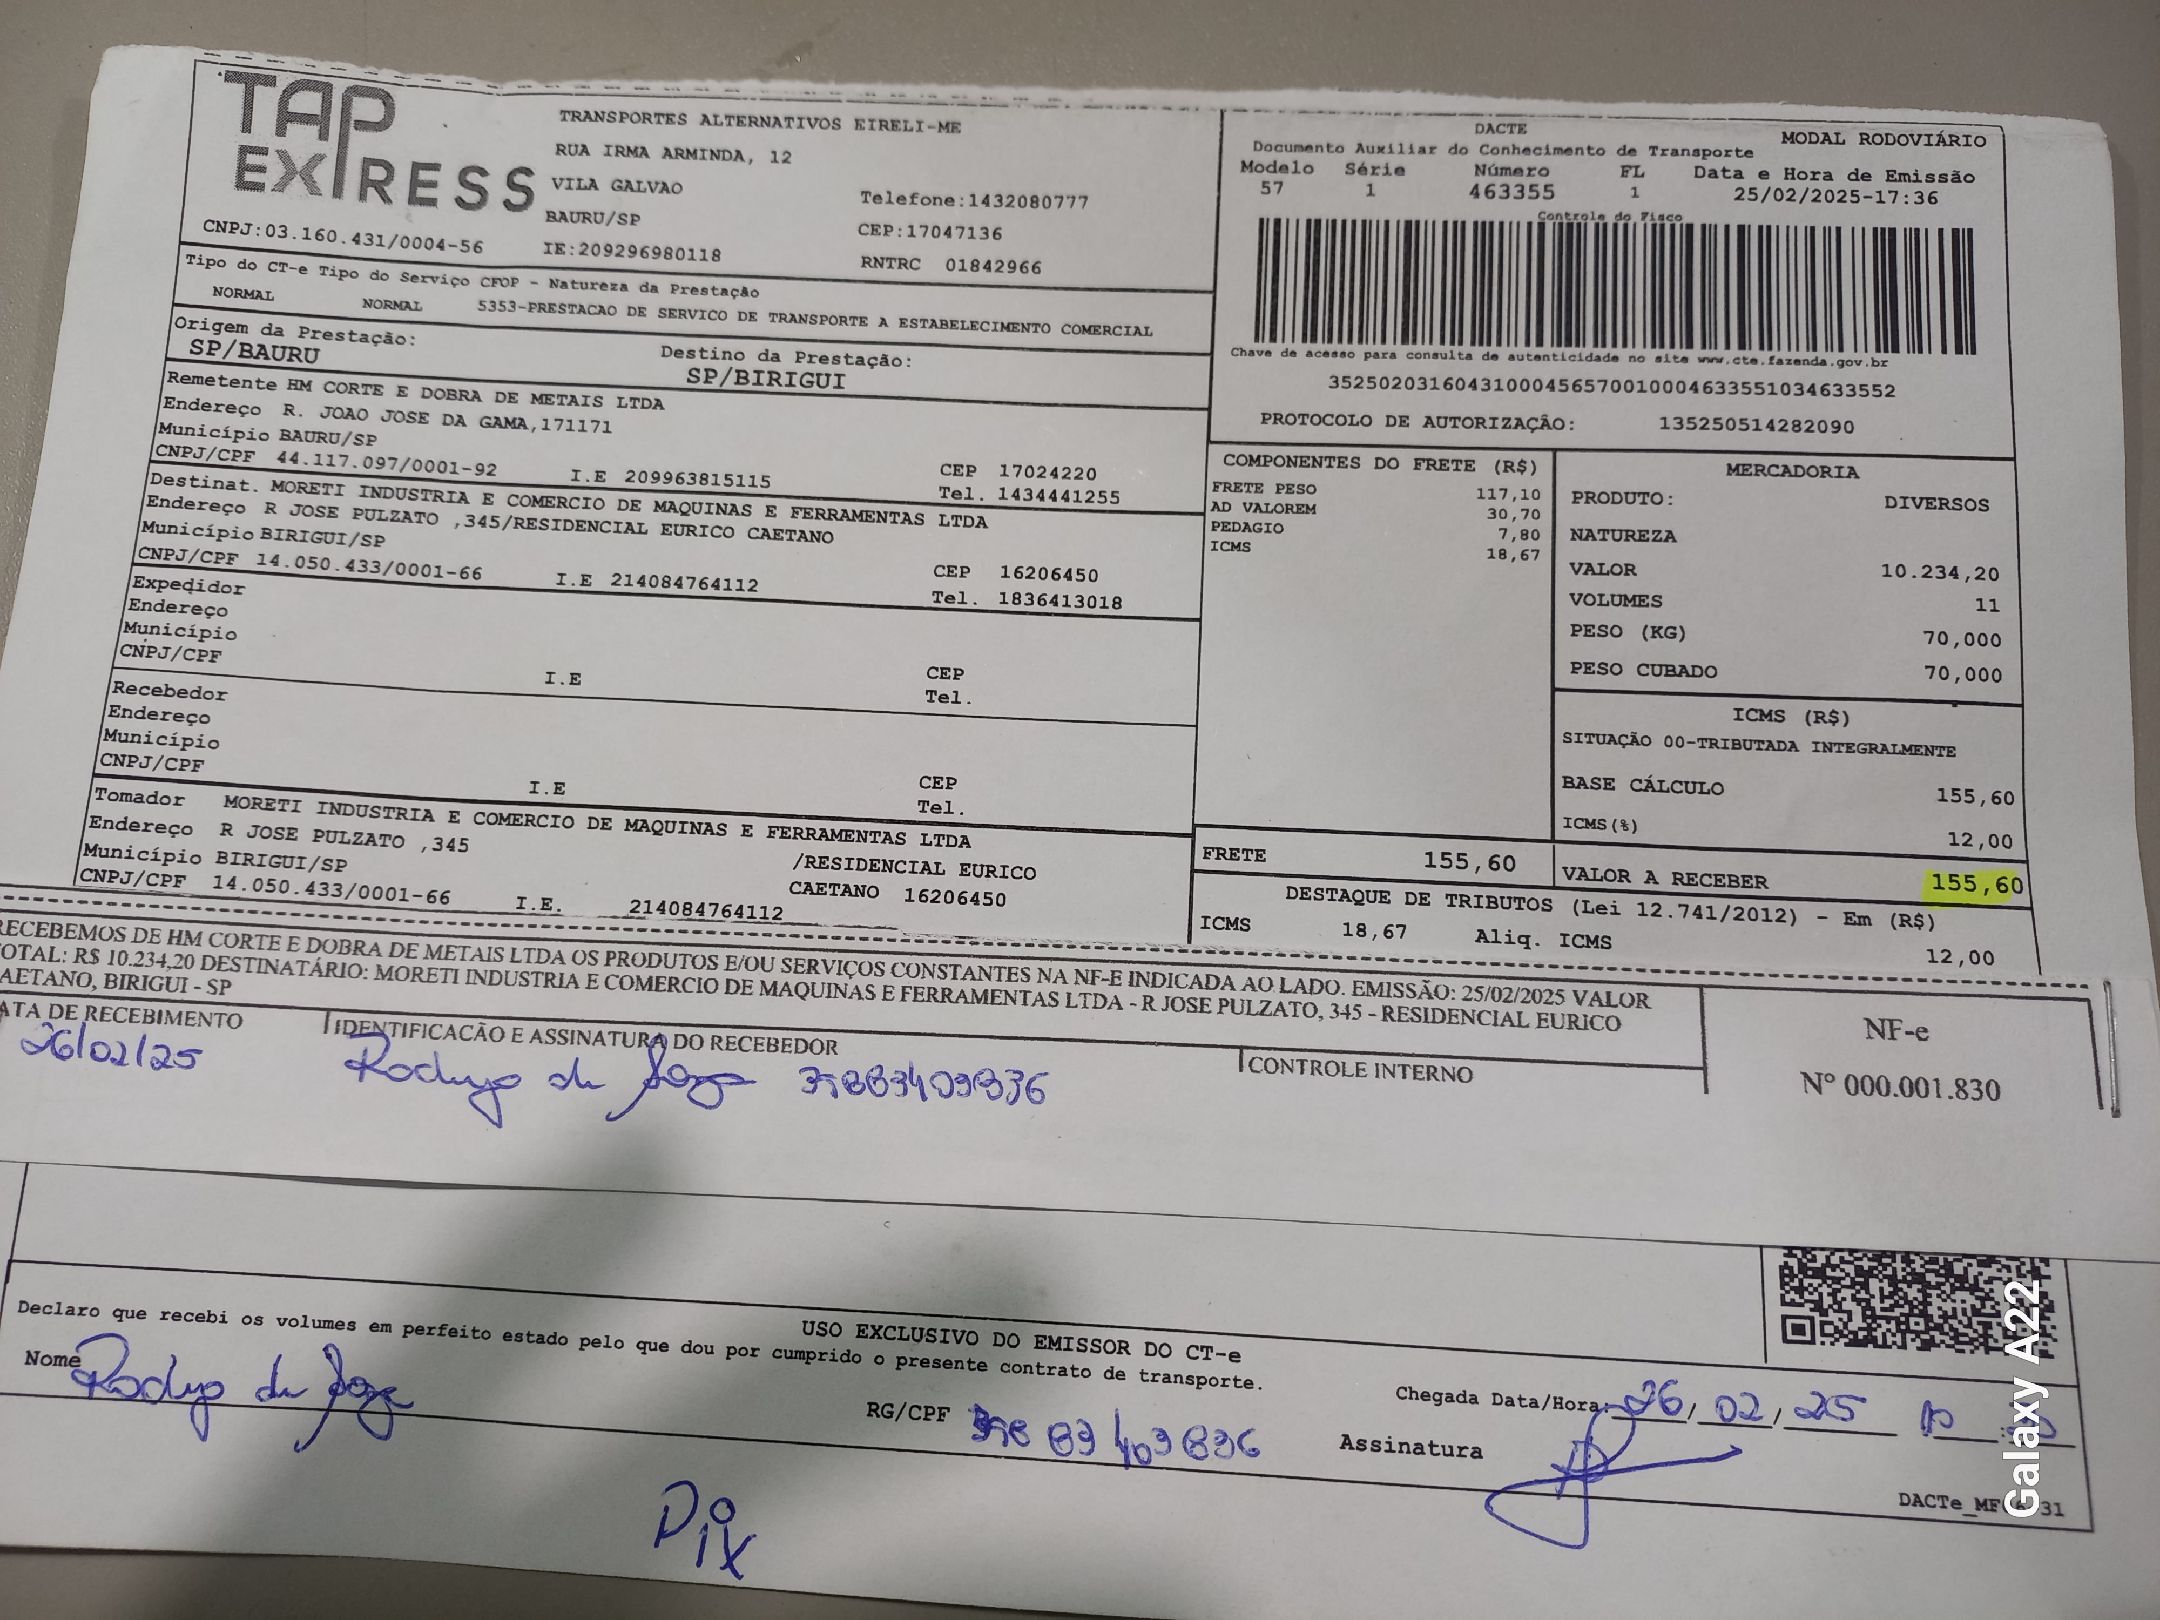 TAP EXPRESS
TRANSPORTES ALTERNATIVOS EIRELI-ME
RUA IRMA ARMINDA, 12
VILA GALVAO
Telefone:1432080777
BAURU/SP
CEP:17047136
CNPJ:03.160.431/0004-56
IE:209296980118
RNTRC 01842966
DACTE
MODAL RODOVIÁRIO
Documento Auxiliar do Conhecimento de Transporte
Modelo Série Número FL Data e Hora de Emissão
57 1 463355 1 25/02/2025-17:36
Controle do Fisco
Chave de acesso para consulta de autenticidade no site www.cte.fazenda.gov.br
35250203160431000456570010004633551034633552
PROTOCOLO DE AUTORIZAÇÃO: 135250514282090
Tipo do CT-e Tipo do Serviço CFOP - Natureza da Prestação
NORMAL NORMAL 5353-PRESTACAO DE SERVICO DE TRANSPORTE A ESTABELECIMENTO COMERCIAL
Origem da Prestação: Destino da Prestação:
SP/BAURU SP/BIRIGUI
Remetente HM CORTE E DOBRA DE METAIS LTDA
Endereço R. JOAO JOSE DA GAMA,171171
Município BAURU/SP CEP 17024220
CNPJ/CPF 44.117.097/0001-92 I.E 209963815115 Tel. 1434441255
Destinat. MORETI INDUSTRIA E COMERCIO DE MAQUINAS E FERRAMENTAS LTDA
Endereço R JOSE PULZATO ,345/RESIDENCIAL EURICO CAETANO
Município BIRIGUI/SP CEP 16206450
CNPJ/CPF 14.050.433/0001-66 I.E 214084764112 Tel. 1836413018
Expedidor
Endereço
Município CEP
CNPJ/CPF I.E Tel.
Recebedor
Endereço
Município CEP
CNPJ/CPF I.E Tel.
Tomador MORETI INDUSTRIA E COMERCIO DE MAQUINAS E FERRAMENTAS LTDA
Endereço R JOSE PULZATO ,345 /RESIDENCIAL EURICO
Município BIRIGUI/SP CAETANO 16206450
CNPJ/CPF 14.050.433/0001-66 I.E. 214084764112
COMPONENTES DO FRETE (R$)
FRETE PESO 117,10
AD VALOREM 30,70
PEDAGIO 7,80
ICMS 18,67
MERCADORIA
PRODUTO: DIVERSOS
NATUREZA
VALOR 10.234,20
VOLUMES 11
PESO (KG) 70,000
PESO CUBADO 70,000
ICMS (R$)
SITUAÇÃO 00-TRIBUTADA INTEGRALMENTE
BASE CÁLCULO 155,60
ICMS(%) 12,00
FRETE 155,60 VALOR A RECEBER 155,60
DESTAQUE DE TRIBUTOS (Lei 12.741/2012) - Em (R$)
ICMS 18,67 Aliq. ICMS 12,00
RECEBEMOS DE HM CORTE E DOBRA DE METAIS LTDA OS PRODUTOS E/OU SERVIÇOS CONSTANTES NA NF-E INDICADA AO LADO. EMISSÃO: 25/02/2025 VALOR
OTAL: R$ 10.234,20 DESTINATÁRIO: MORETI INDUSTRIA E COMERCIO DE MAQUINAS E FERRAMENTAS LTDA - R JOSE PULZATO, 345 - RESIDENCIAL EURICO
AETANO, BIRIGUI - SP
ATA DE RECEBIMENTO IDENTIFICACÃO E ASSINATURA DO RECEBEDOR CONTROLE INTERNO
26/02/25 Rodrygo de
NF-e
Nº 000.001.830
USO EXCLUSIVO DO EMISSOR DO CT-e
Declaro que recebi os volumes em perfeito estado pelo que dou por cumprido o presente contrato de transporte.
Nome Rodrygo de
RG/CPF
Chegada Data/Hora: 26/02/25
Assinatura
Pix
DACTe_MF
31
Galaxy A22